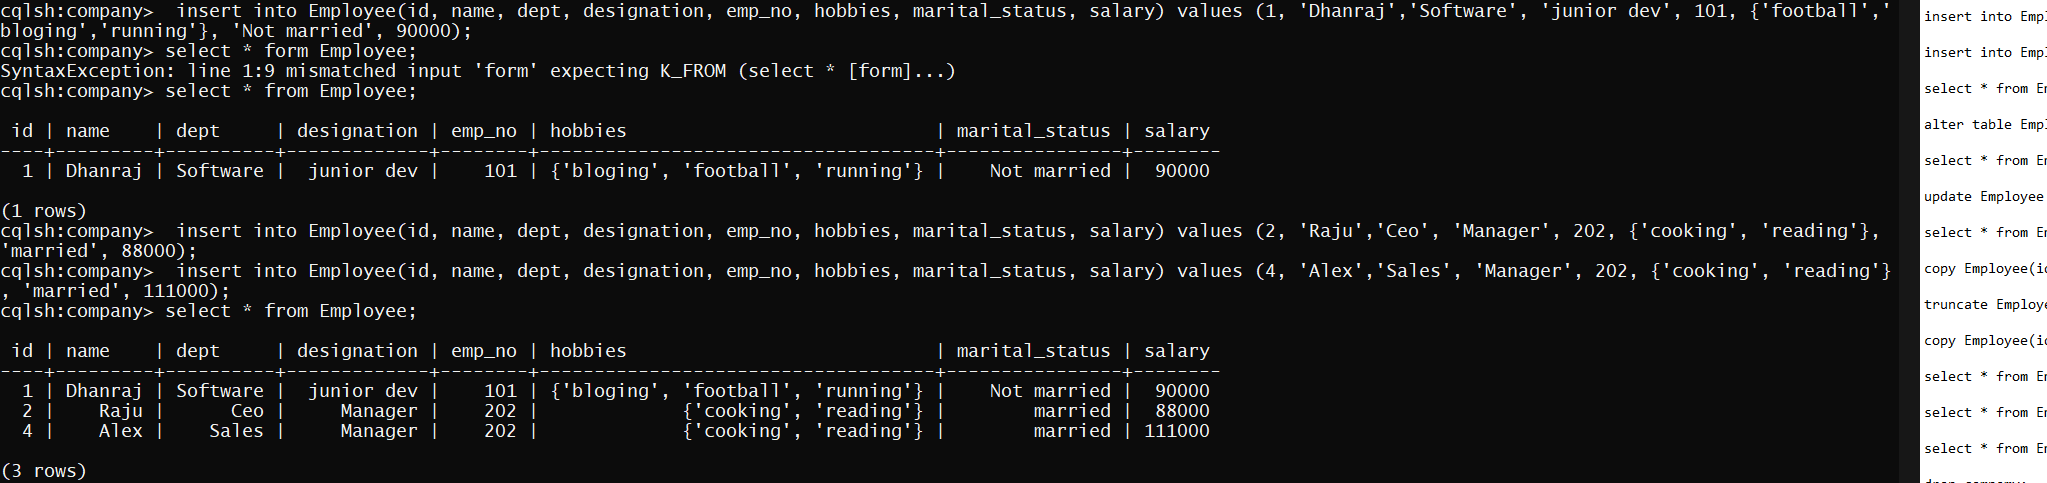 cqlsh:company>  insert into Employee(id, name, dept, designation, emp_no, hobbies, marital_status, salary) values (1, 'Dhanraj','Software', 'junior dev', 101, {'football','
bloging','running'}, 'Not married', 90000);
cqlsh:company> select * form Employee;
SyntaxException: line 1:9 mismatched input 'form' expecting K_FROM (select * [form]...)
cqlsh:company> select * from Employee;
 id | name    | dept     | designation | emp_no | hobbies                            | marital_status | salary
----+---------+----------+-------------+--------+------------------------------------+----------------+--------
  1 | Dhanraj | Software |  junior dev |    101 | {'bloging', 'football', 'running'} |    Not married |  90000
(1 rows)
cqlsh:company>  insert into Employee(id, name, dept, designation, emp_no, hobbies, marital_status, salary) values (2, 'Raju','Ceo', 'Manager', 202, {'cooking', 'reading'},
'married', 88000);
cqlsh:company>  insert into Employee(id, name, dept, designation, emp_no, hobbies, marital_status, salary) values (4, 'Alex','Sales', 'Manager', 202, {'cooking', 'reading'}
, 'married', 111000);
cqlsh:company> select * from Employee;
 id | name    | dept     | designation | emp_no | hobbies                            | marital_status | salary
----+---------+----------+-------------+--------+------------------------------------+----------------+--------
  1 | Dhanraj | Software |  junior dev |    101 | {'bloging', 'football', 'running'} |    Not married |  90000
  2 |    Raju |      Ceo |     Manager |    202 |             {'cooking', 'reading'} |        married |  88000
  4 |    Alex |    Sales |     Manager |    202 |             {'cooking', 'reading'} |        married | 111000
(3 rows)
insert into
insert into
select * from
alter table
select * from
update Employee
select * from
copy
truncate
copy
select * from
select * from
select * from